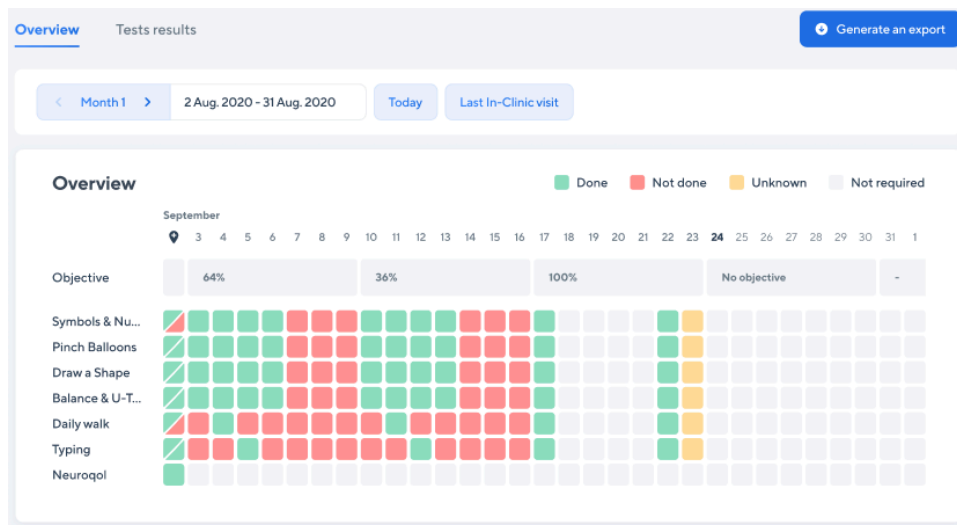 Overview Tests results Generate an export
Month 1 2 Aug. 2020 - 31 Aug. 2020 Today Last In-Clinic visit
Overview Done Not done Unknown Not required
September
3 4 5 6 7 8 9 10 11 12 13 14 15 16 17 18 19 20 21 22 23 24 25 26 27 28 29 30 31 1
Objective 64% 36% 100% No objective -
Symbols & Nu...
Pinch Balloons
Draw a Shape
Balance & U-T...
Daily walk
Typing
Neuroqol